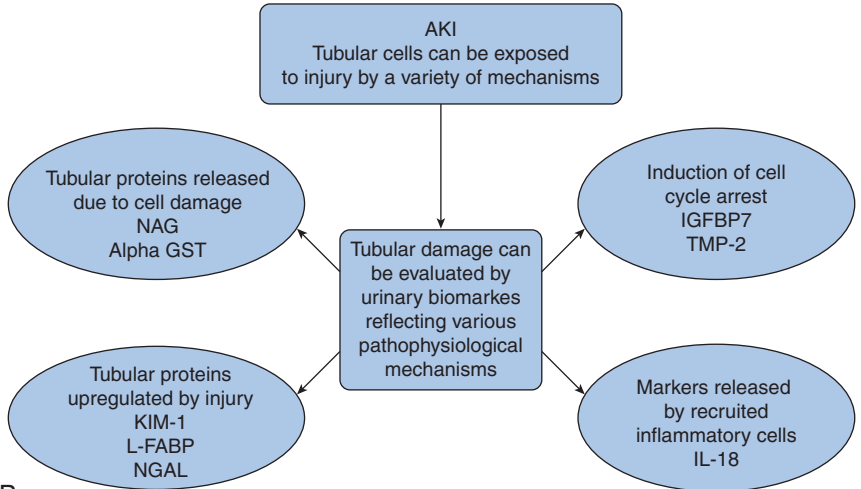 AKI
Tubular cells can be exposed
to injury by a variety of mechanisms
Tubular proteins released
due to cell damage
NAG
Alpha GST
Induction of cell
cycle arrest
IGFBP7
TMP-2
Tubular damage can
be evaluated by
urinary biomarkes
reflecting various
pathophysiological
mechanisms
Tubular proteins
upregulated by injury
KIM-1
L-FABP
NGAL
Markers released
by recruited
inflammatory cells
IL-18